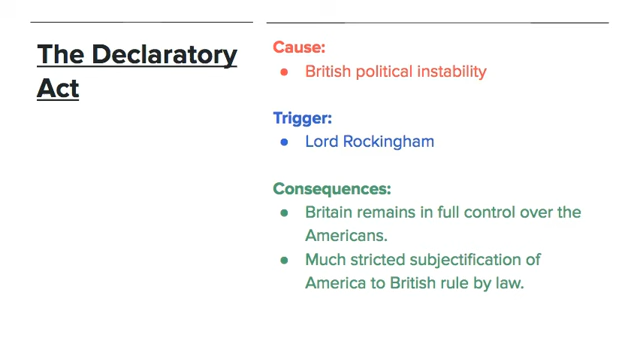 The Declaratory
Act
Cause:
● British political instability
Trigger:
● Lord Rockingham
Consequences:
● Britain remains in full control over the
Americans.
● Much stricted subjectification of
America to British rule by law.